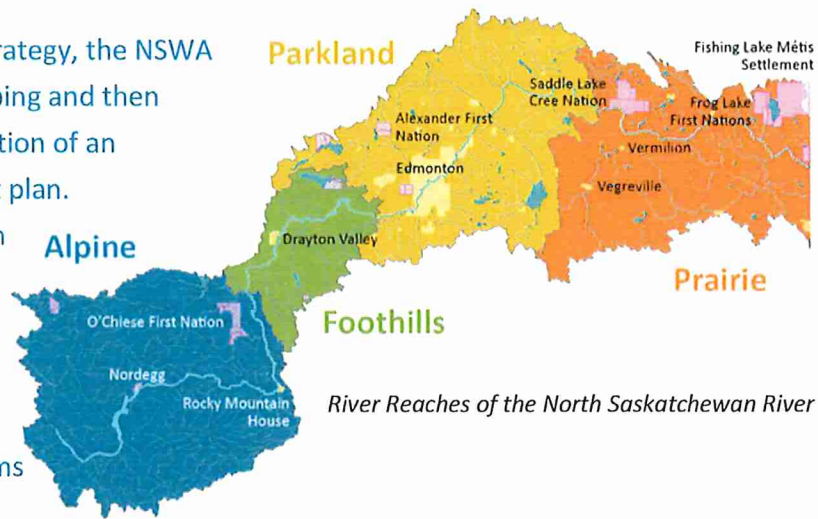 rategy, the NSWA
ping and then
tion of an
t plan.
n
ms
Parkland
Fishing Lake Métis
Settlement
Saddle Lake
Cree Nation
Frog Lake
First Nations
Alexander First
Nation
Vermilion
Edmonton
Vegreville
Drayton Valley
Alpine
Prairie
O'Chiese First Nation
Foothills
Nordegg
Rocky Mountain
House
River Reaches of the North Saskatchewan River